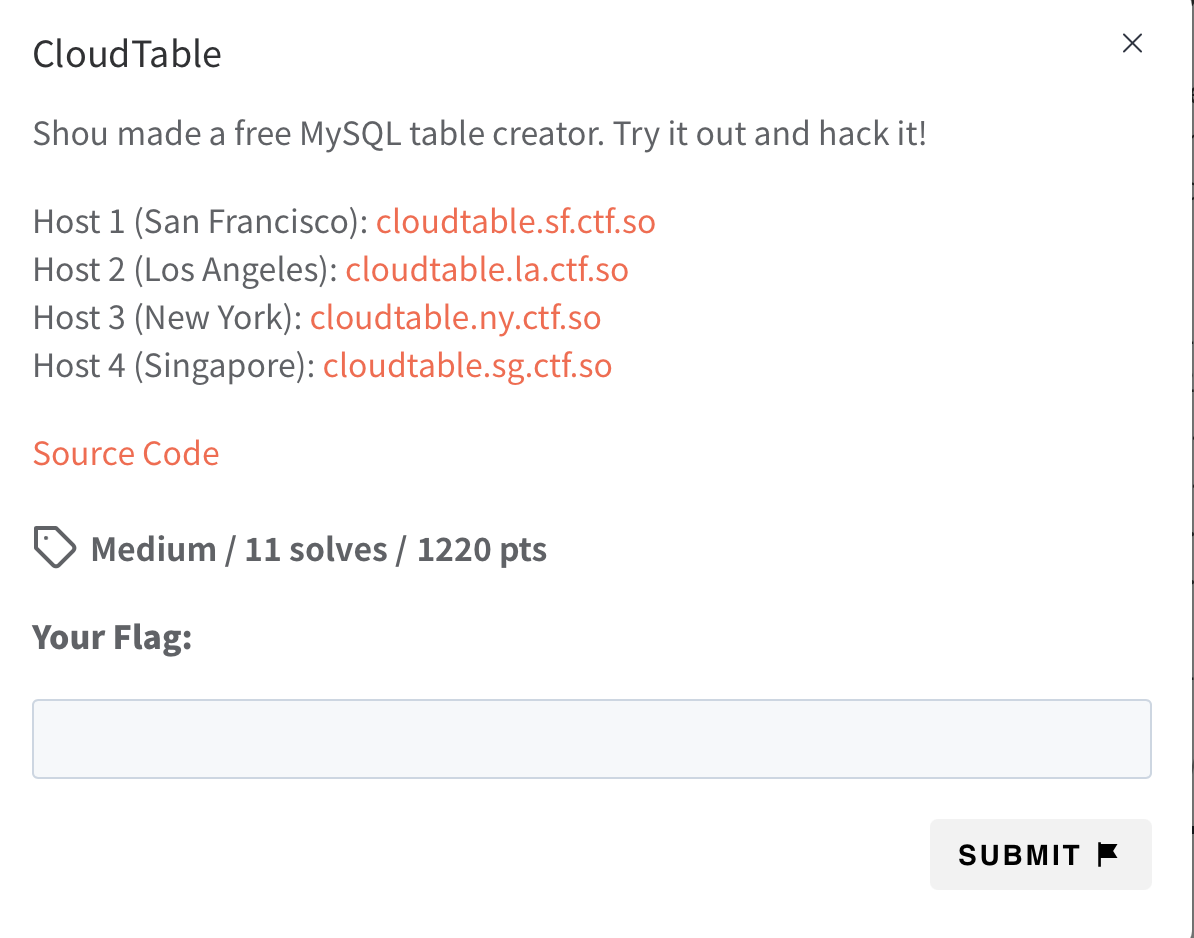 CloudTable
Shou made a free MySQL table creator. Try it out and hack it!
Host 1 (San Francisco): cloudtable.sf.ctf.so
Host 2 (Los Angeles): cloudtable.la.ctf.so
Host 3 (New York): cloudtable.ny.ctf.so
Host 4 (Singapore): cloudtable.sg.ctf.so
Source Code
Medium / 11 solves / 1220 pts
Your Flag:
SUBMIT